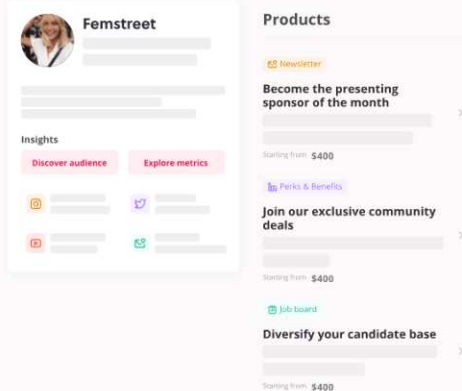 Femstreet
Insights
Discover audience
Explore metrics
Products
Newsletter
Become the presenting
sponsor of the month
Starting from $400
Perks & Benefits
Join our exclusive community
deals
Starting from $400
Job board
Diversify your candidate base
Starting from $400